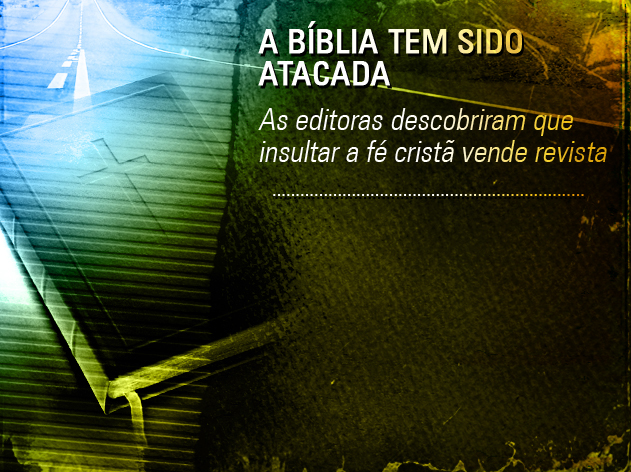 A BÍBLIA TEM SIDO
ATACADA
As editoras descobriram que
insultar a fé cristã vende revista